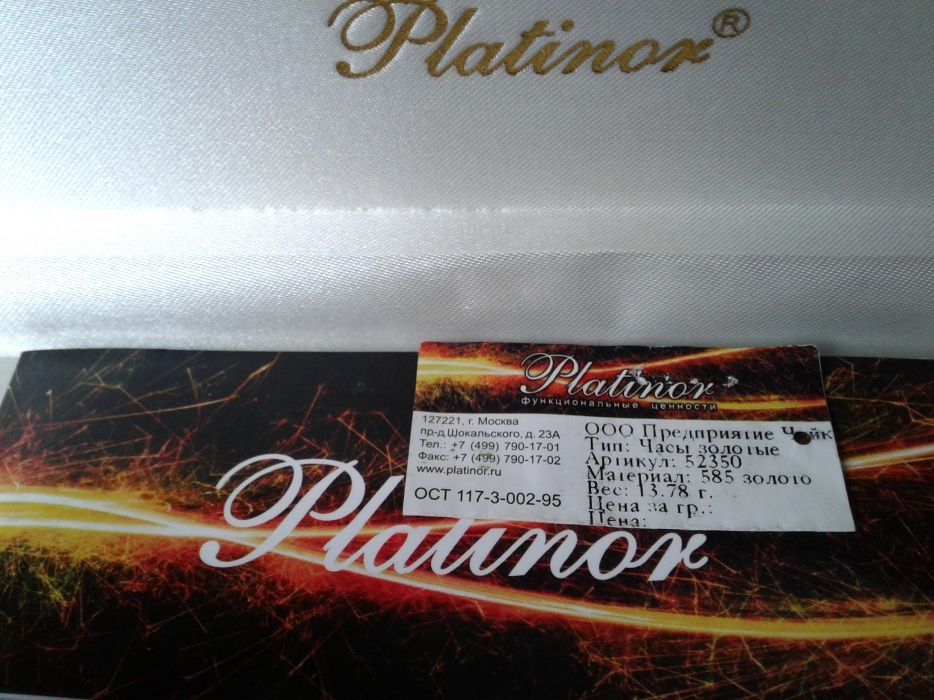 Platinor®
Platinor
функциональные ценности
127221, г. Москва
пр-д.Шокальского, д. 23А
Тел.: +7 (499) 790-17-01
Факс: +7 (499) 790-17-02
www.platinor.ru
ОСТ 117-3-002-95
ООО Предприятие
Тип: Часы золотые
Артикул: 52350
Материал: 585 золото
Вес: 13.78 г.
Цена за гр.:
Цена:
Platinor